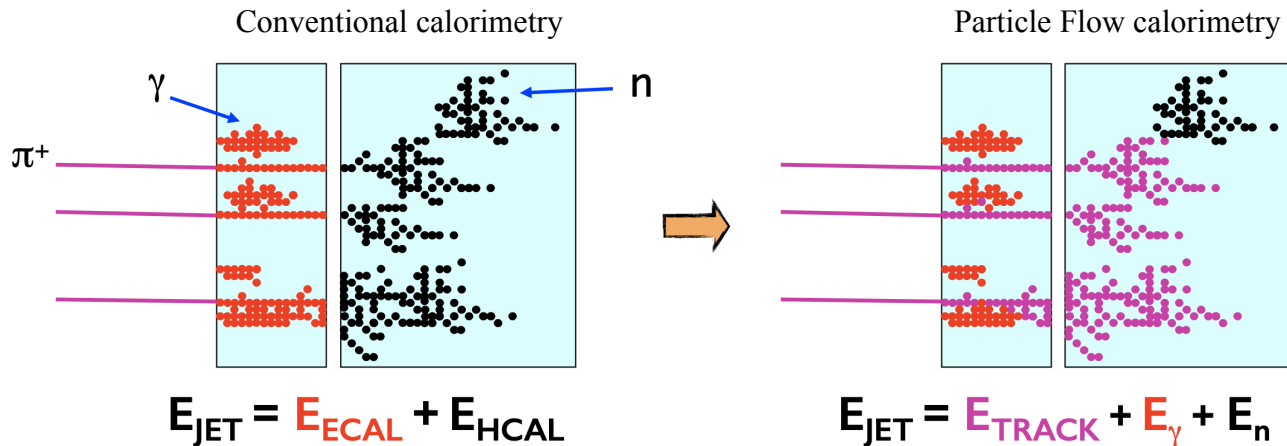 Conventional calorimetry
Particle Flow calorimetry
γ
n
π+
E_JET = E_ECAL + E_HCAL
E_JET = E_TRACK + E_γ + E_n